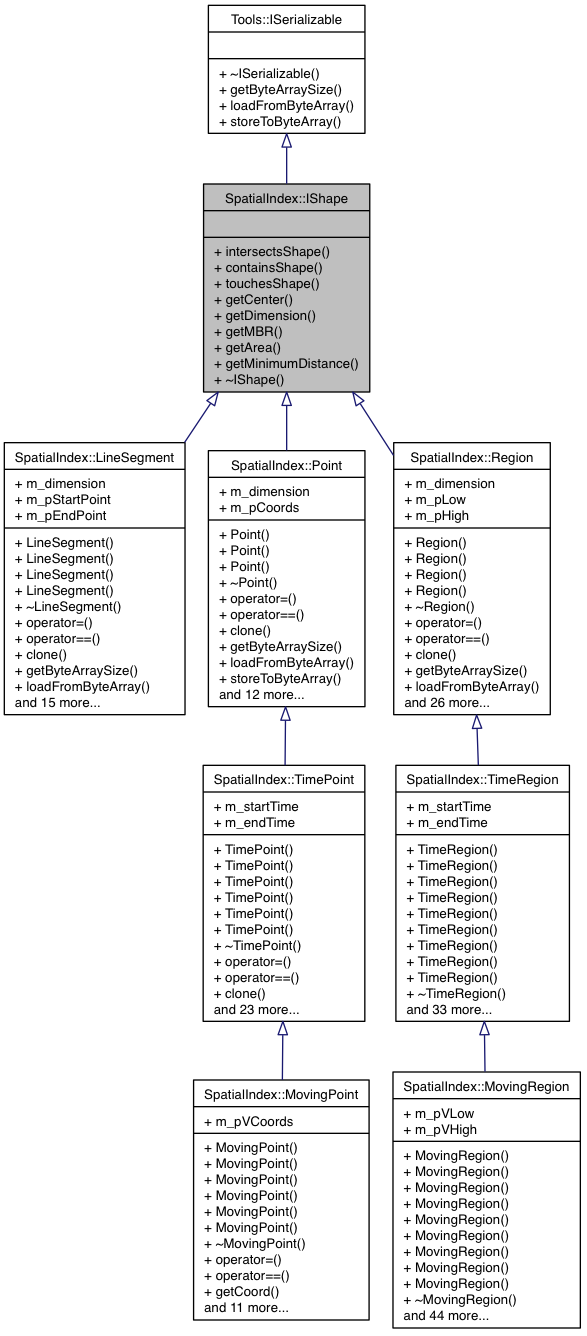 Tools::ISerializable
+ ~ISerializable()
+ getByteArraySize()
+ loadFromByteArray()
+ storeToByteArray()
SpatialIndex::IShape
+ intersectsShape()
+ containsShape()
+ touchesShape()
+ getCenter()
+ getDimension()
+ getMBR()
+ getArea()
+ getMinimumDistance()
+ ~IShape()
SpatialIndex::LineSegment
+ m_dimension
+ m_pStartPoint
+ m_pEndPoint
+ LineSegment()
+ LineSegment()
+ LineSegment()
+ LineSegment()
+ ~LineSegment()
+ operator=()
+ operator==()
+ clone()
+ getByteArraySize()
+ loadFromByteArray()
and 15 more...
SpatialIndex::Point
+ m_dimension
+ m_pCoords
+ Point()
+ Point()
+ Point()
+ ~Point()
+ operator=()
+ operator==()
+ clone()
+ getByteArraySize()
+ loadFromByteArray()
+ storeToByteArray()
and 12 more...
SpatialIndex::Region
+ m_dimension
+ m_pLow
+ m_pHigh
+ Region()
+ Region()
+ Region()
+ Region()
+ ~Region()
+ operator=()
+ operator==()
+ clone()
+ getByteArraySize()
+ loadFromByteArray()
and 26 more...
SpatialIndex::TimePoint
+ m_startTime
+ m_endTime
+ TimePoint()
+ TimePoint()
+ TimePoint()
+ TimePoint()
+ TimePoint()
+ TimePoint()
+ ~TimePoint()
+ operator=()
+ operator==()
+ clone()
and 23 more...
SpatialIndex::TimeRegion
+ m_startTime
+ m_endTime
+ TimeRegion()
+ TimeRegion()
+ TimeRegion()
+ TimeRegion()
+ TimeRegion()
+ TimeRegion()
+ TimeRegion()
+ TimeRegion()
+ TimeRegion()
+ ~TimeRegion()
and 33 more...
SpatialIndex::MovingPoint
+ m_pVCoords
+ MovingPoint()
+ MovingPoint()
+ MovingPoint()
+ MovingPoint()
+ MovingPoint()
+ MovingPoint()
+ ~MovingPoint()
+ operator=()
+ operator==()
+ getCoord()
and 11 more...
SpatialIndex::MovingRegion
+ m_pVLow
+ m_pVHigh
+ MovingRegion()
+ MovingRegion()
+ MovingRegion()
+ MovingRegion()
+ MovingRegion()
+ MovingRegion()
+ MovingRegion()
+ MovingRegion()
+ MovingRegion()
+ ~MovingRegion()
and 44 more...